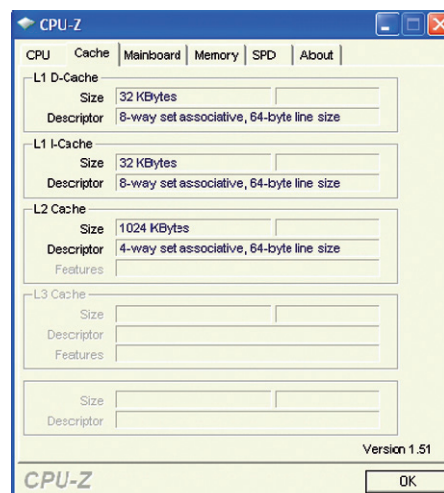 CPU-Z
CPU Cache Mainboard Memory SPD About
L1 D-Cache
Size 32 KBytes
Descriptor 8-way set associative, 64-byte line size
L1 I-Cache
Size 32 KBytes
Descriptor 8-way set associative, 64-byte line size
L2 Cache
Size 1024 KBytes
Descriptor 4-way set associative, 64-byte line size
Features
L3 Cache
Size
Descriptor
Features
Size
Descriptor
Version 1.51
CPU-Z OK